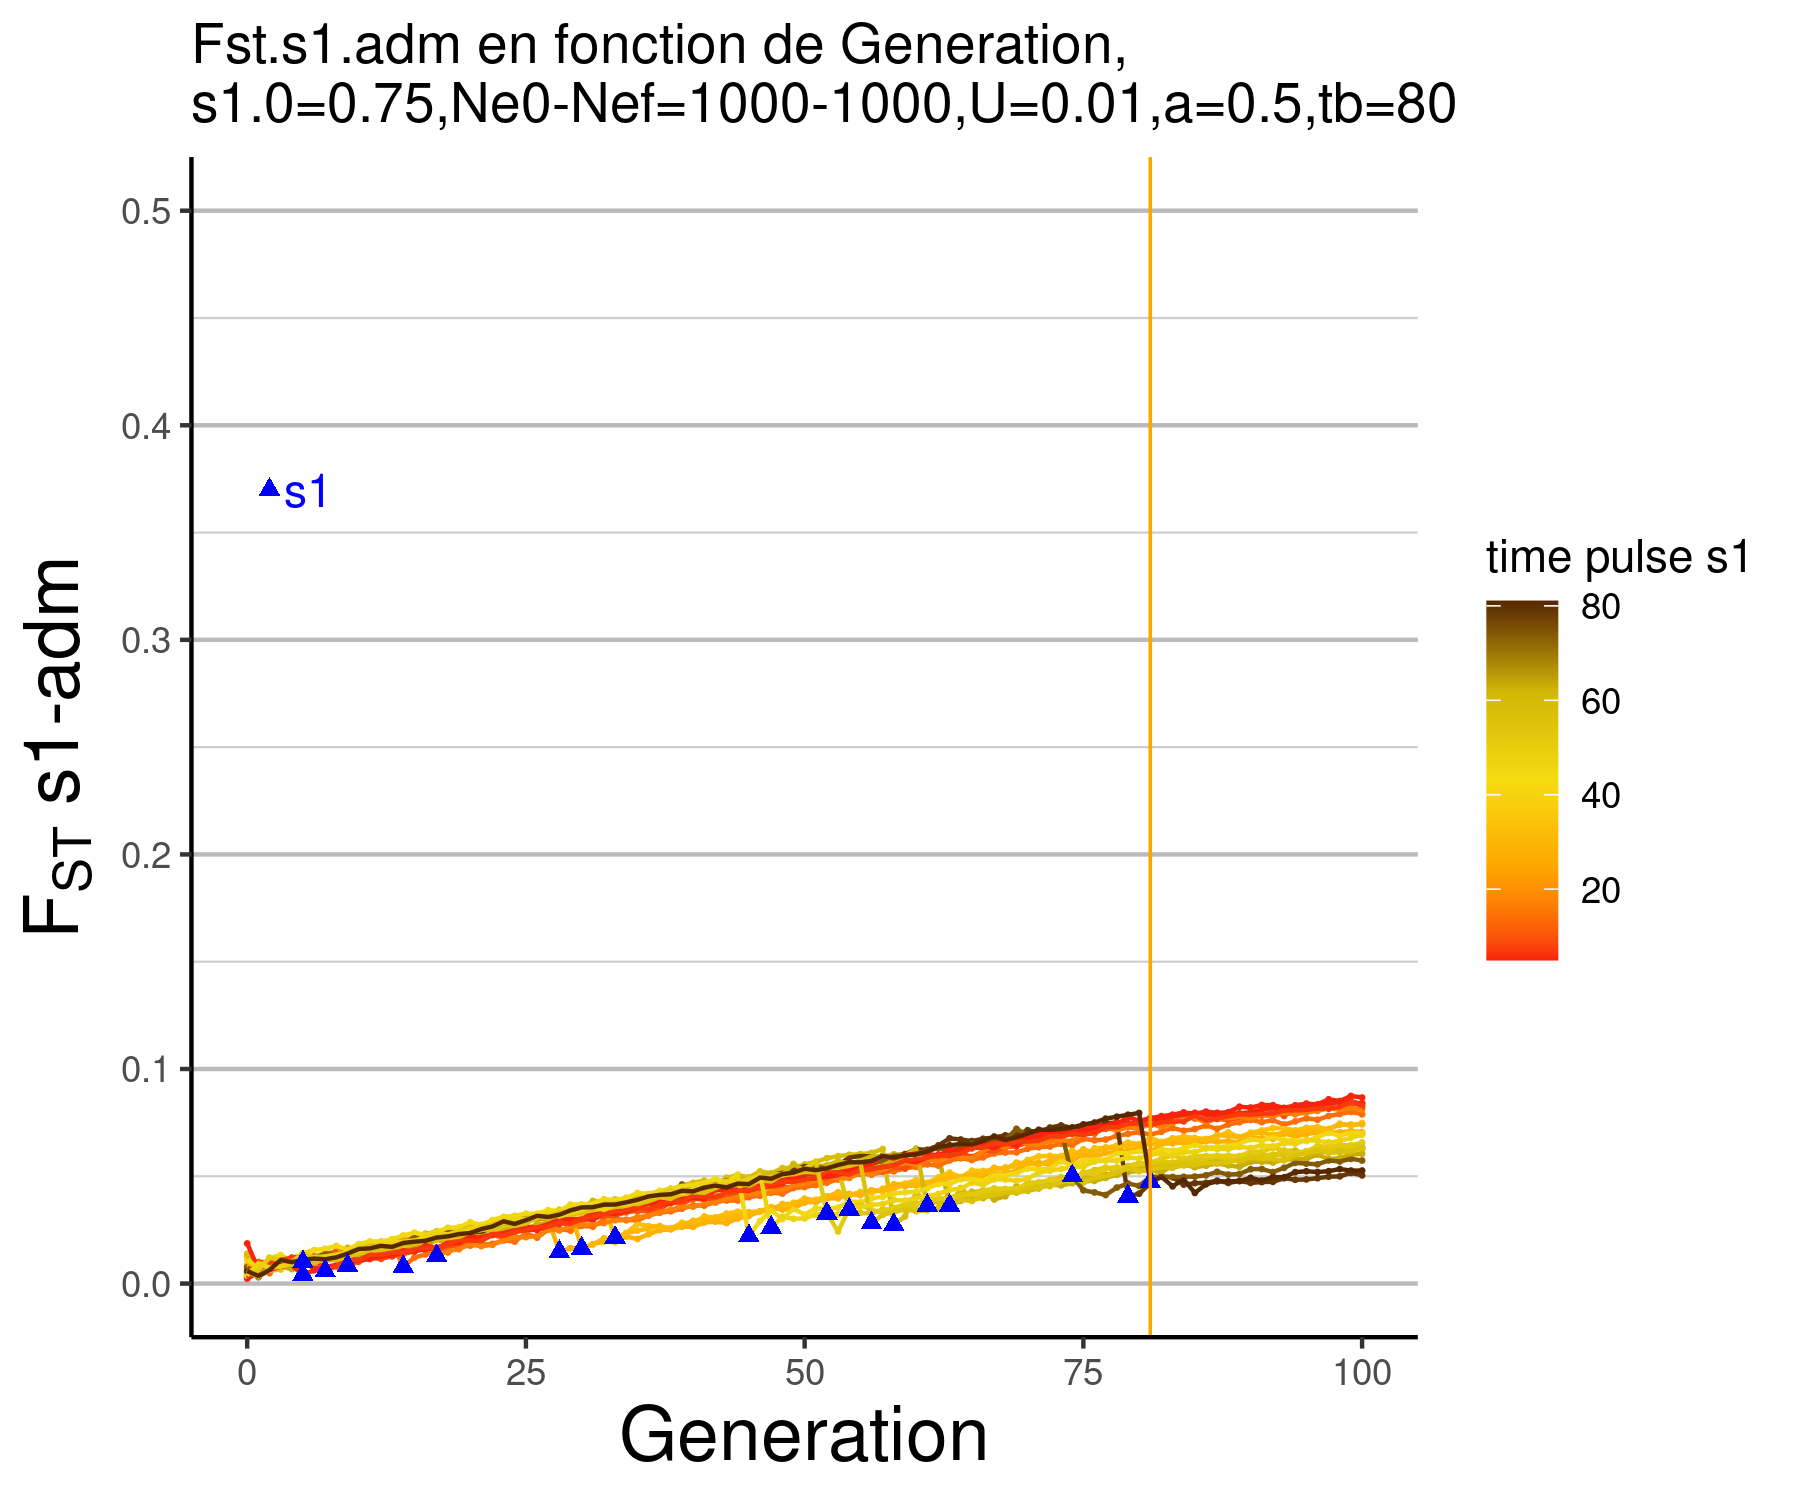 Fst.s1.adm en fonction de Generation,
s1.0=0.75,Ne0-Nef=1000-1000,U=0.01,a=0.5,tb=80
FST s1-adm
0.5
0.4
0.3
0.2
0.1
0.0
s1
0 25 50 75 100
Generation
time pulse s1
80
60
40
20